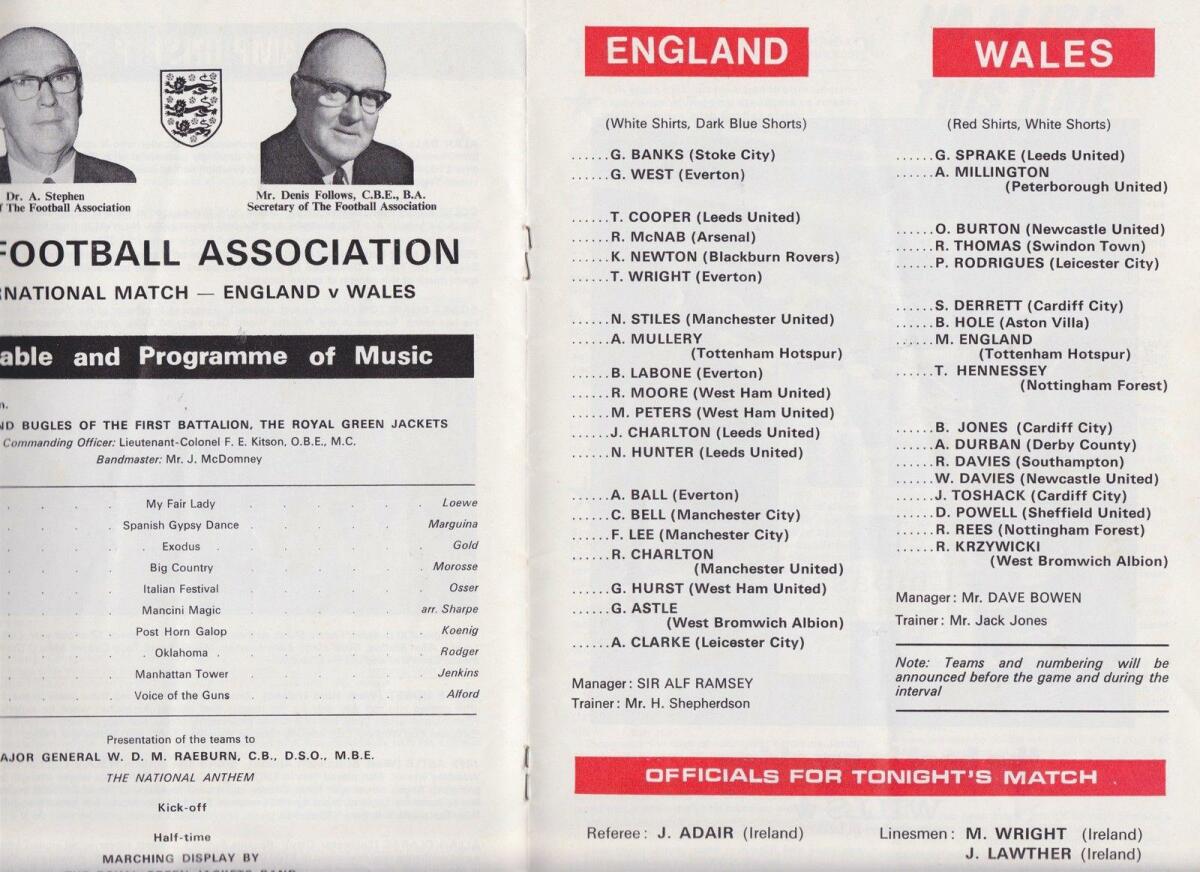 Dr. A. Stephen
The Football Association
Mr. Denis Follows, C.B.E., B.A.
Secretary of The Football Association
FOOTBALL ASSOCIATION
RNATIONAL MATCH — ENGLAND v WALES
able and Programme of Music
ND BUGLES OF THE FIRST BATTALION, THE ROYAL GREEN JACKETS
Commanding Officer: Lieutenant-Colonel F. E. Kitson, O.B.E., M.C.
Bandmaster: Mr. J. McDomney
My Fair Lady . . . . . . Loewe
Spanish Gypsy Dance . . . . . Marguina
Exodus . . . . . . Gold
Big Country . . . . . . Morosse
Italian Festival . . . . . . Osser
Mancini Magic . . . . . arr. Sharpe
Post Horn Galop . . . . . Koenig
Oklahoma . . . . . . Rodger
Manhattan Tower . . . . . Jenkins
Voice of the Guns . . . . . Alford
Presentation of the teams to
AJOR GENERAL W. D. M. RAEBURN, C.B., D.S.O., M.B.E.
THE NATIONAL ANTHEM
Kick-off
Half-time
MARCHING DISPLAY BY
ENGLAND
(White Shirts, Dark Blue Shorts)
......G. BANKS (Stoke City)
......G. WEST (Everton)
......T. COOPER (Leeds United)
......R. McNAB (Arsenal)
......K. NEWTON (Blackburn Rovers)
......T. WRIGHT (Everton)
......N. STILES (Manchester United)
......A. MULLERY
(Tottenham Hotspur)
......B. LABONE (Everton)
......R. MOORE (West Ham United)
......M. PETERS (West Ham United)
......J. CHARLTON (Leeds United)
......N. HUNTER (Leeds United)
......A. BALL (Everton)
......C. BELL (Manchester City)
......F. LEE (Manchester City)
......R. CHARLTON
(Manchester United)
......G. HURST (West Ham United)
......G. ASTLE
(West Bromwich Albion)
......A. CLARKE (Leicester City)
Manager: SIR ALF RAMSEY
Trainer: Mr. H. Shepherdson
WALES
(Red Shirts, White Shorts)
......G. SPRAKE (Leeds United)
......A. MILLINGTON
(Peterborough United)
......O. BURTON (Newcastle United)
......R. THOMAS (Swindon Town)
......P. RODRIGUES (Leicester City)
......S. DERRETT (Cardiff City)
......B. HOLE (Aston Villa)
......M. ENGLAND
(Tottenham Hotspur)
......T. HENNESSEY
(Nottingham Forest)
......B. JONES (Cardiff City)
......A. DURBAN (Derby County)
......R. DAVIES (Southampton)
......W. DAVIES (Newcastle United)
......J. TOSHACK (Cardiff City)
......D. POWELL (Sheffield United)
......R. REES (Nottingham Forest)
......R. KRZYWICKI
(West Bromwich Albion)
Manager: Mr. DAVE BOWEN
Trainer: Mr. Jack Jones
Note: Teams and numbering will be
announced before the game and during the
interval
OFFICIALS FOR TONIGHT'S MATCH
Referee: J. ADAIR (Ireland)
Linesmen: M. WRIGHT (Ireland)
J. LAWTHER (Ireland)